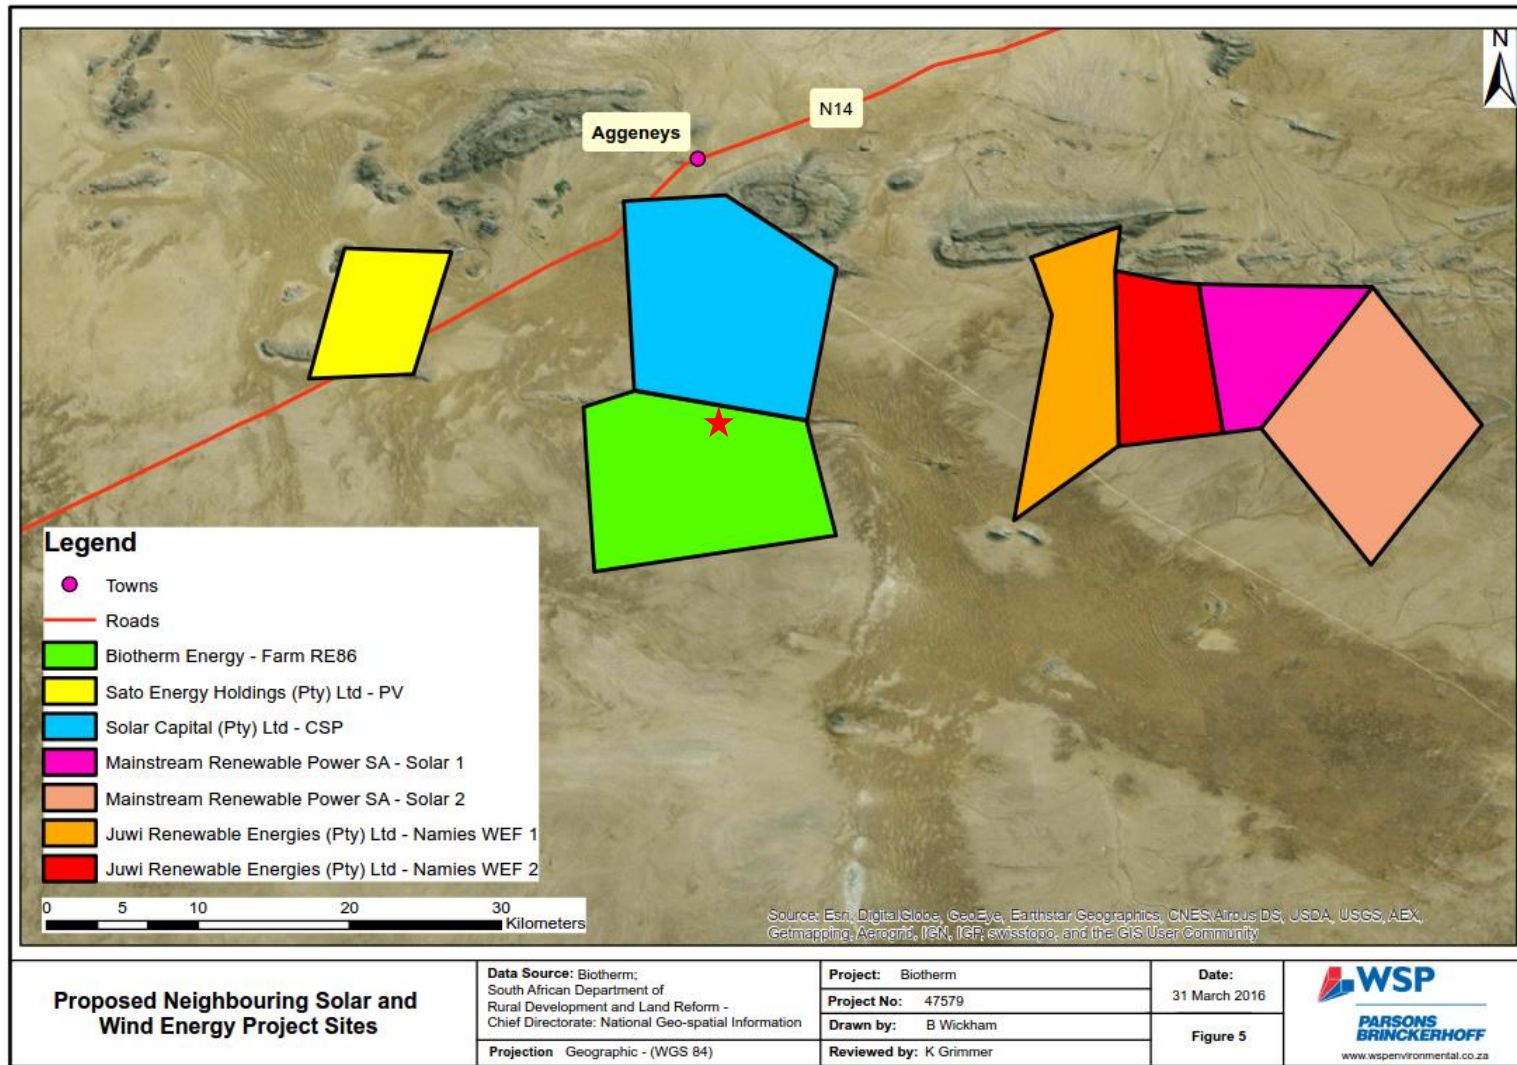 N
N14
Aggeneys
Legend
Towns
Roads
Biotherm Energy - Farm RE86
Sato Energy Holdings (Pty) Ltd - PV
Solar Capital (Pty) Ltd - CSP
Mainstream Renewable Power SA - Solar 1
Mainstream Renewable Power SA - Solar 2
Juwi Renewable Energies (Pty) Ltd - Namies WEF 1
Juwi Renewable Energies (Pty) Ltd - Namies WEF 2
0 5 10 20 30
Kilometers
Source: Esri, DigitalGlobe, GeoEye, Earthstar Geographics, CNES/Airbus DS, USDA, USGS, AEX,
Getmapping, Aerogrid, IGN, IGP, swisstopo, and the GIS User Community
Proposed Neighbouring Solar and
Wind Energy Project Sites
Data Source: Biotherm;
South African Department of
Rural Development and Land Reform -
Chief Directorate: National Geo-spatial Information
Projection Geographic - (WGS 84)
Project: Biotherm
Project No: 47579
Drawn by: B Wickham
Reviewed by: K Grimmer
Date:
31 March 2016
Figure 5
WSP
PARSONS
BRINCKERHOFF
www.wspenvironmental.co.za